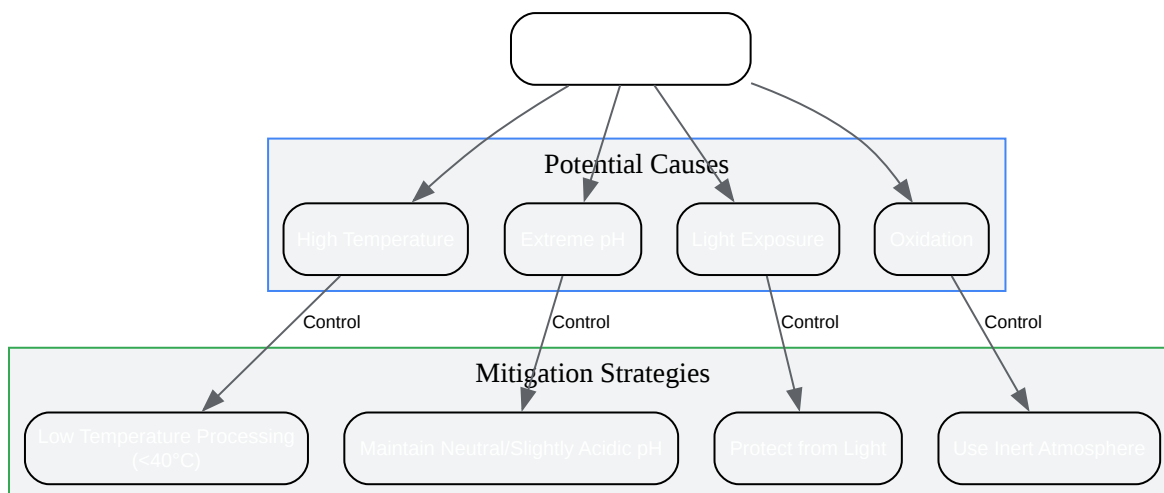 Potential Causes
High Temperature
Extreme pH
Light Exposure
Oxidation
Control
Control
Control
Control
Mitigation Strategies
Low Temperature Processing
(<40°C)
Maintain Neutral/Slightly Acidic pH
Protect from Light
Use Inert Atmosphere